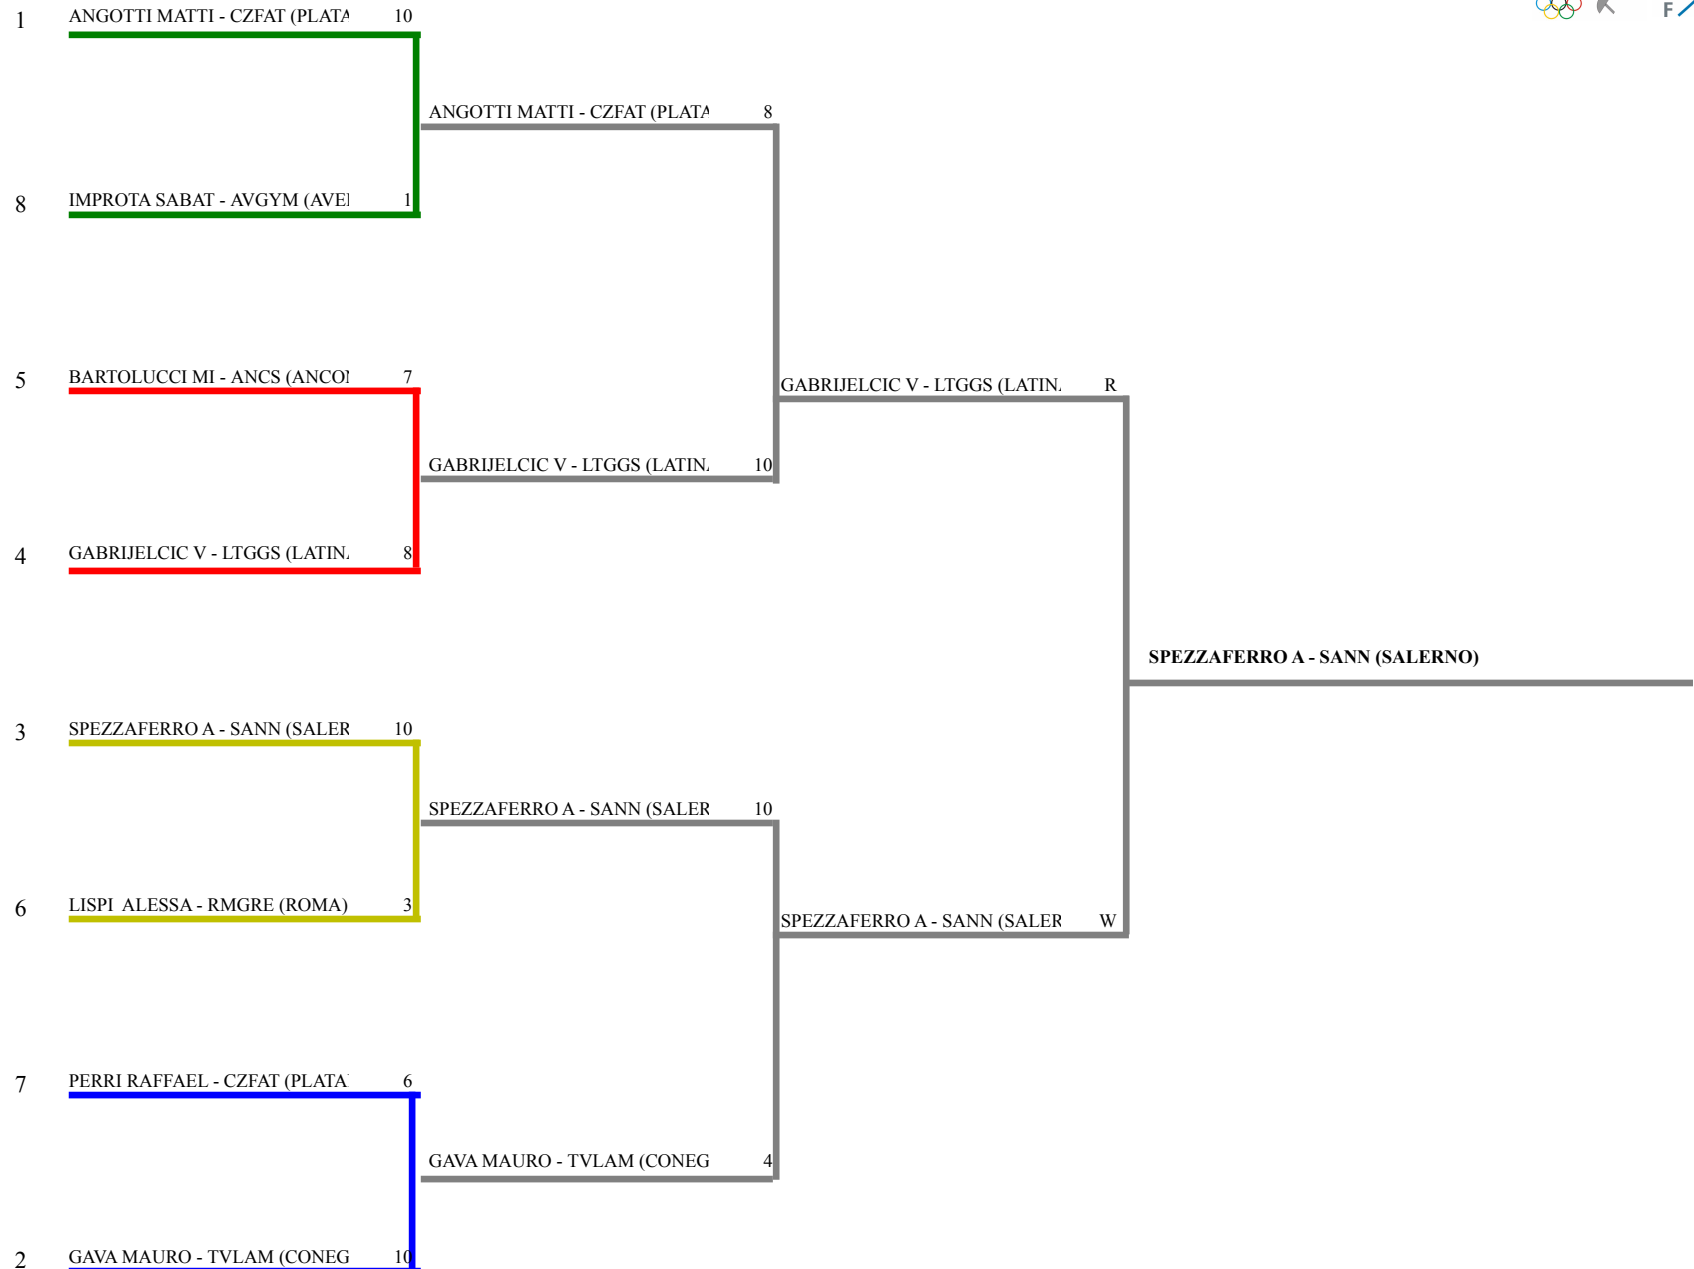 1 ANGOTTI MATTI - CZFAT (PLATA 10
ANGOTTI MATTI - CZFAT (PLATA 8
8 IMPROTA SABAT - AVGYM (AVE 1
5 BARTOLUCCI MI - ANCS (ANCO 7
GABRIJELCIC V - LTGGS (LATIN R
GABRIJELCIC V - LTGGS (LATIN 10
4 GABRIJELCIC V - LTGGS (LATIN 8
SPEZZAFERRO A - SANN (SALERNO)
3 SPEZZAFERRO A - SANN (SALER 10
SPEZZAFERRO A - SANN (SALER 10
6 LISPI ALESSA - RMGRE (ROMA) 3
SPEZZAFERRO A - SANN (SALER W
7 PERRI RAFFAEL - CZFAT (PLATA 6
GAVA MAURO - TVLAM (CONEG 4
2 GAVA MAURO - TVLAM (CONEG 10
F